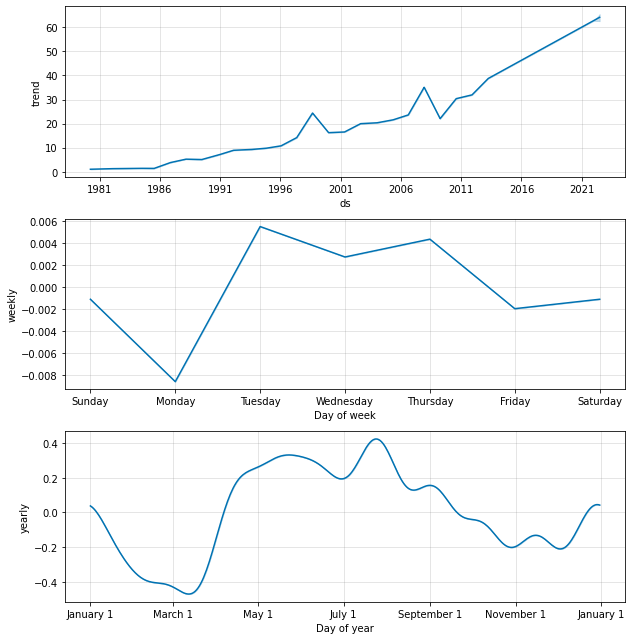 60
50
40
30
20
10
0
trend
1981 1986 1991 1996 2001 2006 2011 2016 2021
ds
0.006
0.004
0.002
0.000
−0.002
−0.004
−0.006
−0.008
weekly
Sunday Monday Tuesday Wednesday Thursday Friday Saturday
Day of week
0.4
0.2
0.0
−0.2
−0.4
yearly
January 1 March 1 May 1 July 1 September 1 November 1 January 1
Day of year